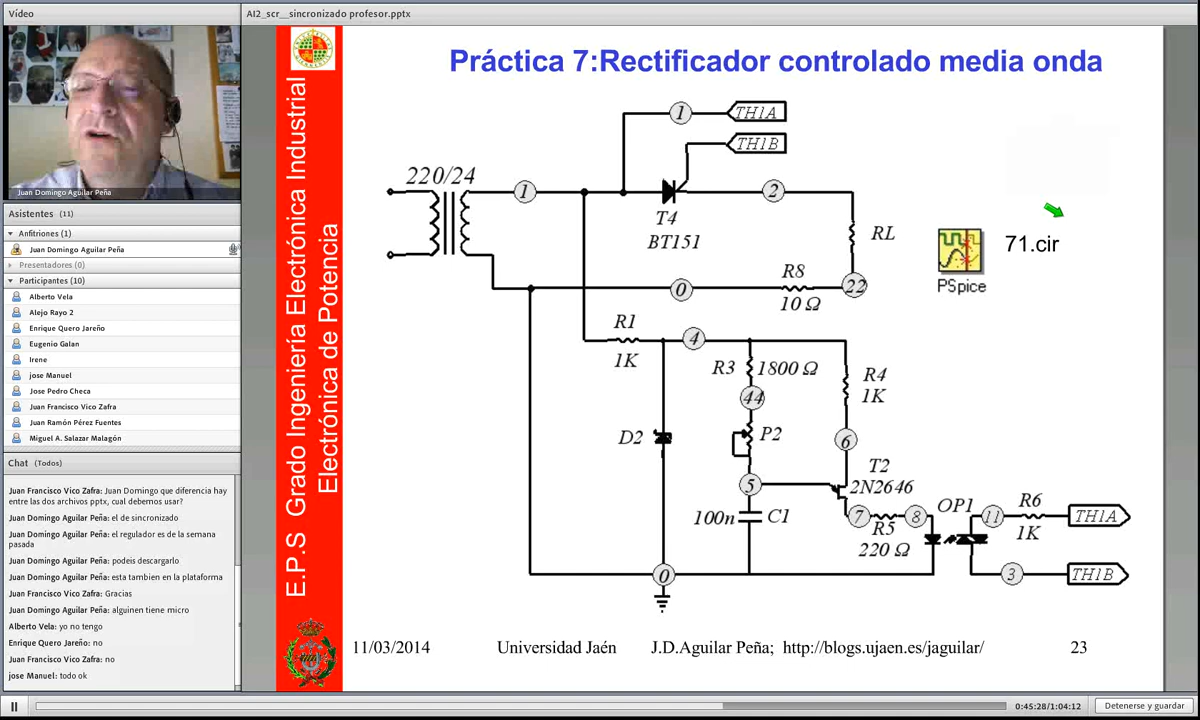 Vídeo
Juan Domingo Aguilar Peña
Asistentes (11)
Anfitriones (1)
Juan Domingo Aguilar Peña
Presentadores (0)
Participantes (10)
Alberto Vela
Alejo Rayo 2
Enrique Quero Jareño
Eugenio Galan
Irene
jose Manuel
Jose Pedro Checa
Juan Francisco Vico Zafra
Juan Ramón Pérez Fuentes
Miguel A. Salazar Malagón
Chat (Todos)
Juan Francisco Vico Zafra: Juan Domingo que diferencia hay
entre las dos archivos pptx, cual debemos usar?
Juan Domingo Aguilar Peña: el de sincronizado
Juan Domingo Aguilar Peña: el regulador es de la semana
pasada
Juan Domingo Aguilar Peña: podeis descargarlo
Juan Domingo Aguilar Peña: esta tambien en la plataforma
Juan Francisco Vico Zafra: Gracias
Juan Domingo Aguilar Peña: alguinen tiene micro
Alberto Vela: yo no tengo
Enrique Quero Jareño: no
Juan Francisco Vico Zafra: no
jose Manuel: todo ok
AI2_scr__sincronizado profesor.pptx
E.P.S Grado Ingeniería Electrónica Industrial
Electrónica de Potencia
Práctica 7:Rectificador controlado media onda
1
TH1A
TH1B
220/24
1
2
T4
BT151
RL
0
R8
10 Ω
22
71.cir
PSpice
R1
1K
4
R3
1800 Ω
R4
1K
44
D2
P2
6
5
T2
2N2646
100n
C1
7
R5
220 Ω
8
OP1
11
R6
1K
TH1A
0
3
TH1B
11/03/2014
Universidad Jaén
J.D.Aguilar Peña; http://blogs.ujaen.es/jaguilar/
23
0:45:28/1:04:12
Detenerse y guardar